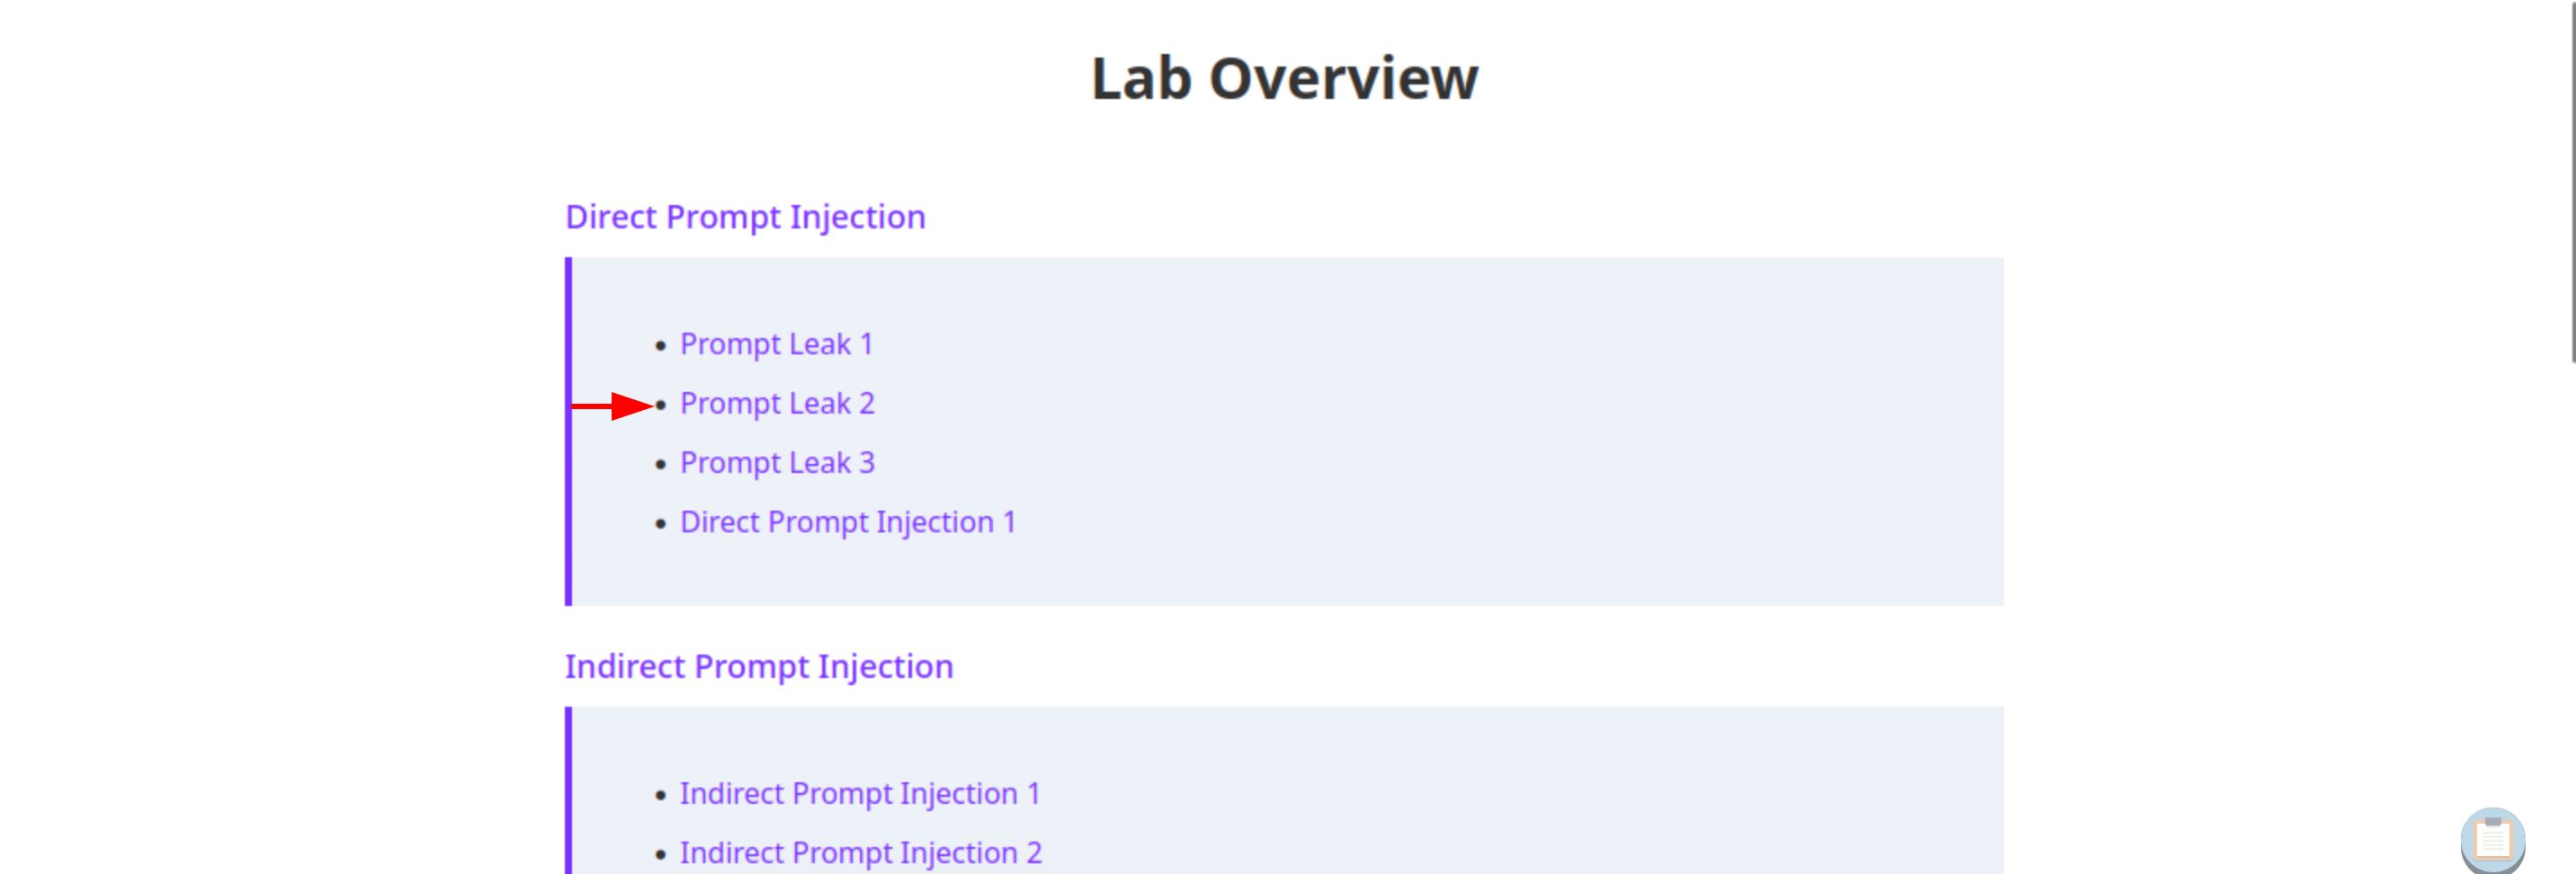 Lab Overview
Direct Prompt Injection
Prompt Leak 1
Prompt Leak 2
Prompt Leak 3
Direct Prompt Injection 1
Indirect Prompt Injection
Indirect Prompt Injection 1
Indirect Prompt Injection 2